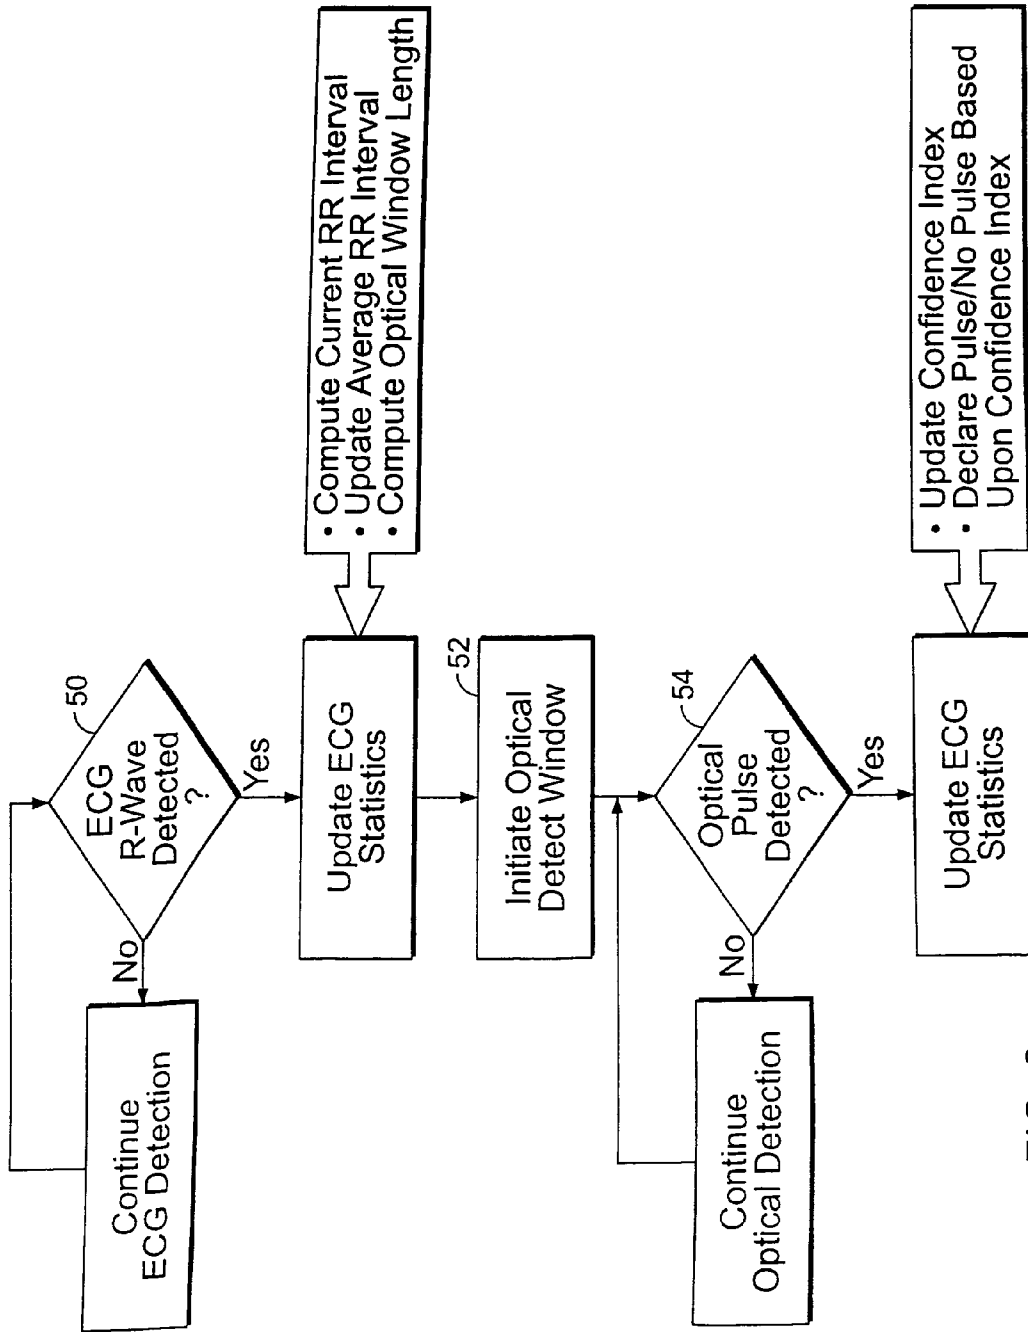 50
ECG
R-Wave
Detected
?
No
Yes
Continue
ECG Detection
Update ECG
Statistics
• Compute Current RR Interval
• Update Average RR Interval
• Compute Optical Window Length
52
Initiate Optical
Detect Window
54
Optical
Pulse
Detected
?
No
Yes
Continue
Optical Detection
Update ECG
Statistics
• Update Confidence Index
• Declare Pulse/No Pulse Based
Upon Confidence Index